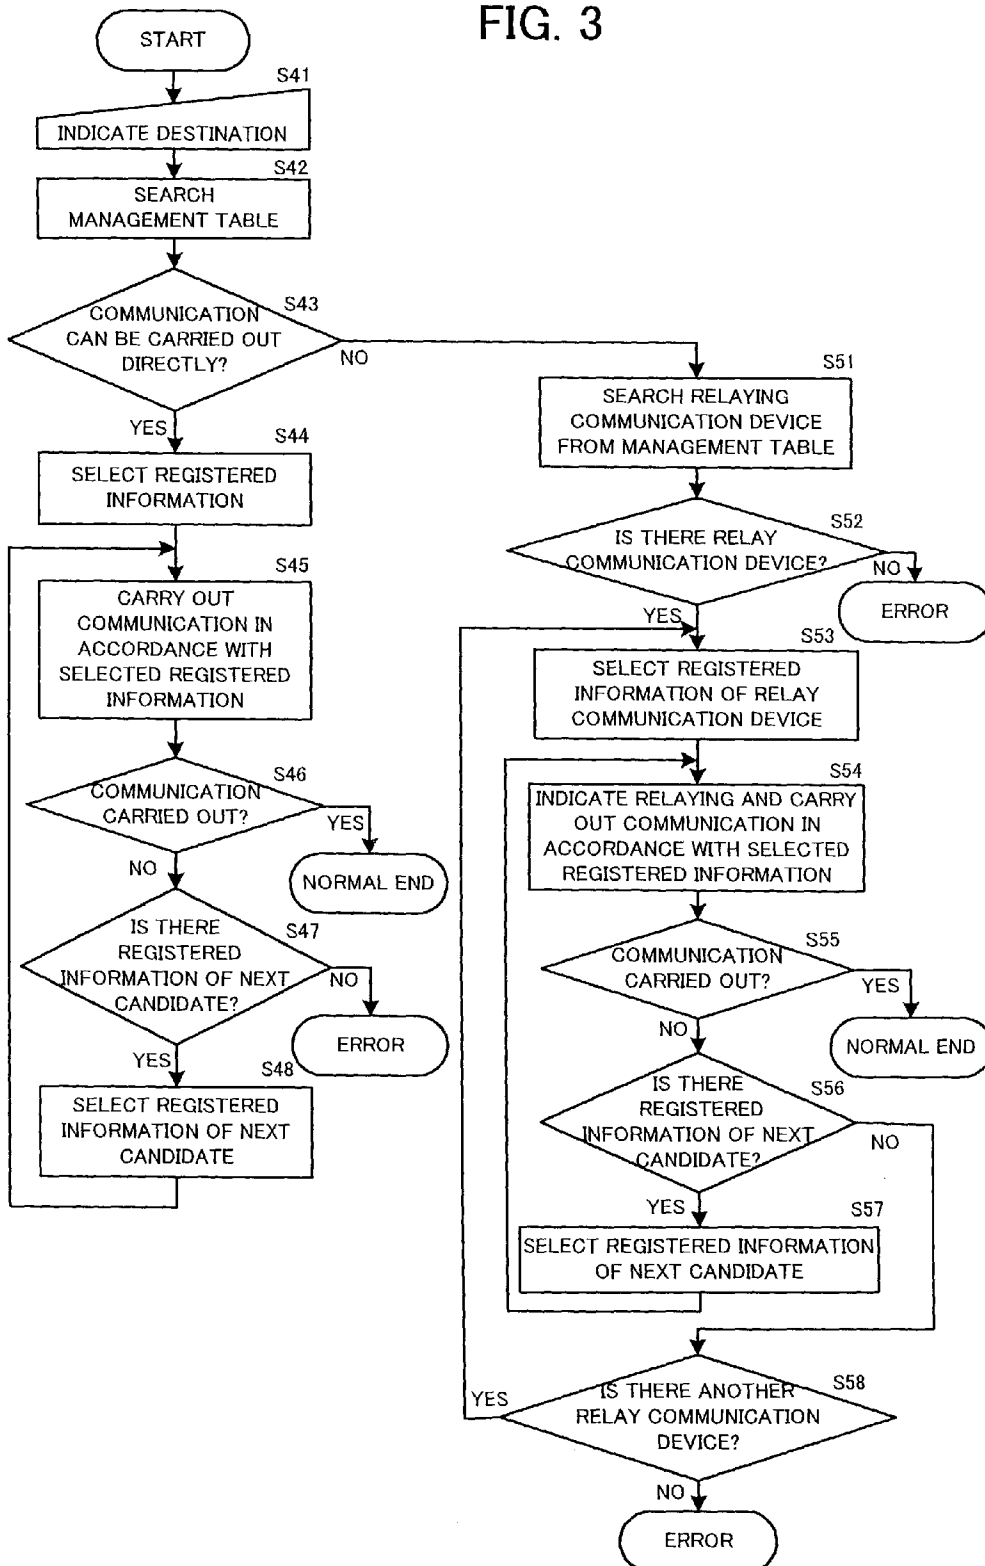 FIG. 3
START
S41
INDICATE DESTINATION
S42
SEARCH
MANAGEMENT TABLE
S43
COMMUNICATION
CAN BE CARRIED OUT
DIRECTLY?
NO
YES
S44
SELECT REGISTERED
INFORMATION
S45
CARRY OUT
COMMUNICATION IN
ACCORDANCE WITH
SELECTED REGISTERED
INFORMATION
S46
COMMUNICATION
CARRIED OUT?
YES
NORMAL END
NO
S47
IS THERE
REGISTERED
INFORMATION OF NEXT
CANDIDATE?
NO
ERROR
YES
S48
SELECT REGISTERED
INFORMATION OF NEXT
CANDIDATE
S51
SEARCH RELAYING
COMMUNICATION DEVICE
FROM MANAGEMENT TABLE
S52
IS THERE RELAY
COMMUNICATION DEVICE?
NO
ERROR
YES
S53
SELECT REGISTERED
INFORMATION OF RELAY
COMMUNICATION DEVICE
S54
INDICATE RELAYING AND CARRY
OUT COMMUNICATION IN
ACCORDANCE WITH SELECTED
REGISTERED INFORMATION
S55
COMMUNICATION
CARRIED OUT?
YES
NORMAL END
NO
S56
IS THERE
REGISTERED
INFORMATION OF NEXT
CANDIDATE?
NO
YES
S57
SELECT REGISTERED INFORMATION
OF NEXT CANDIDATE
S58
IS THERE ANOTHER
RELAY COMMUNICATION
DEVICE?
YES
NO
ERROR